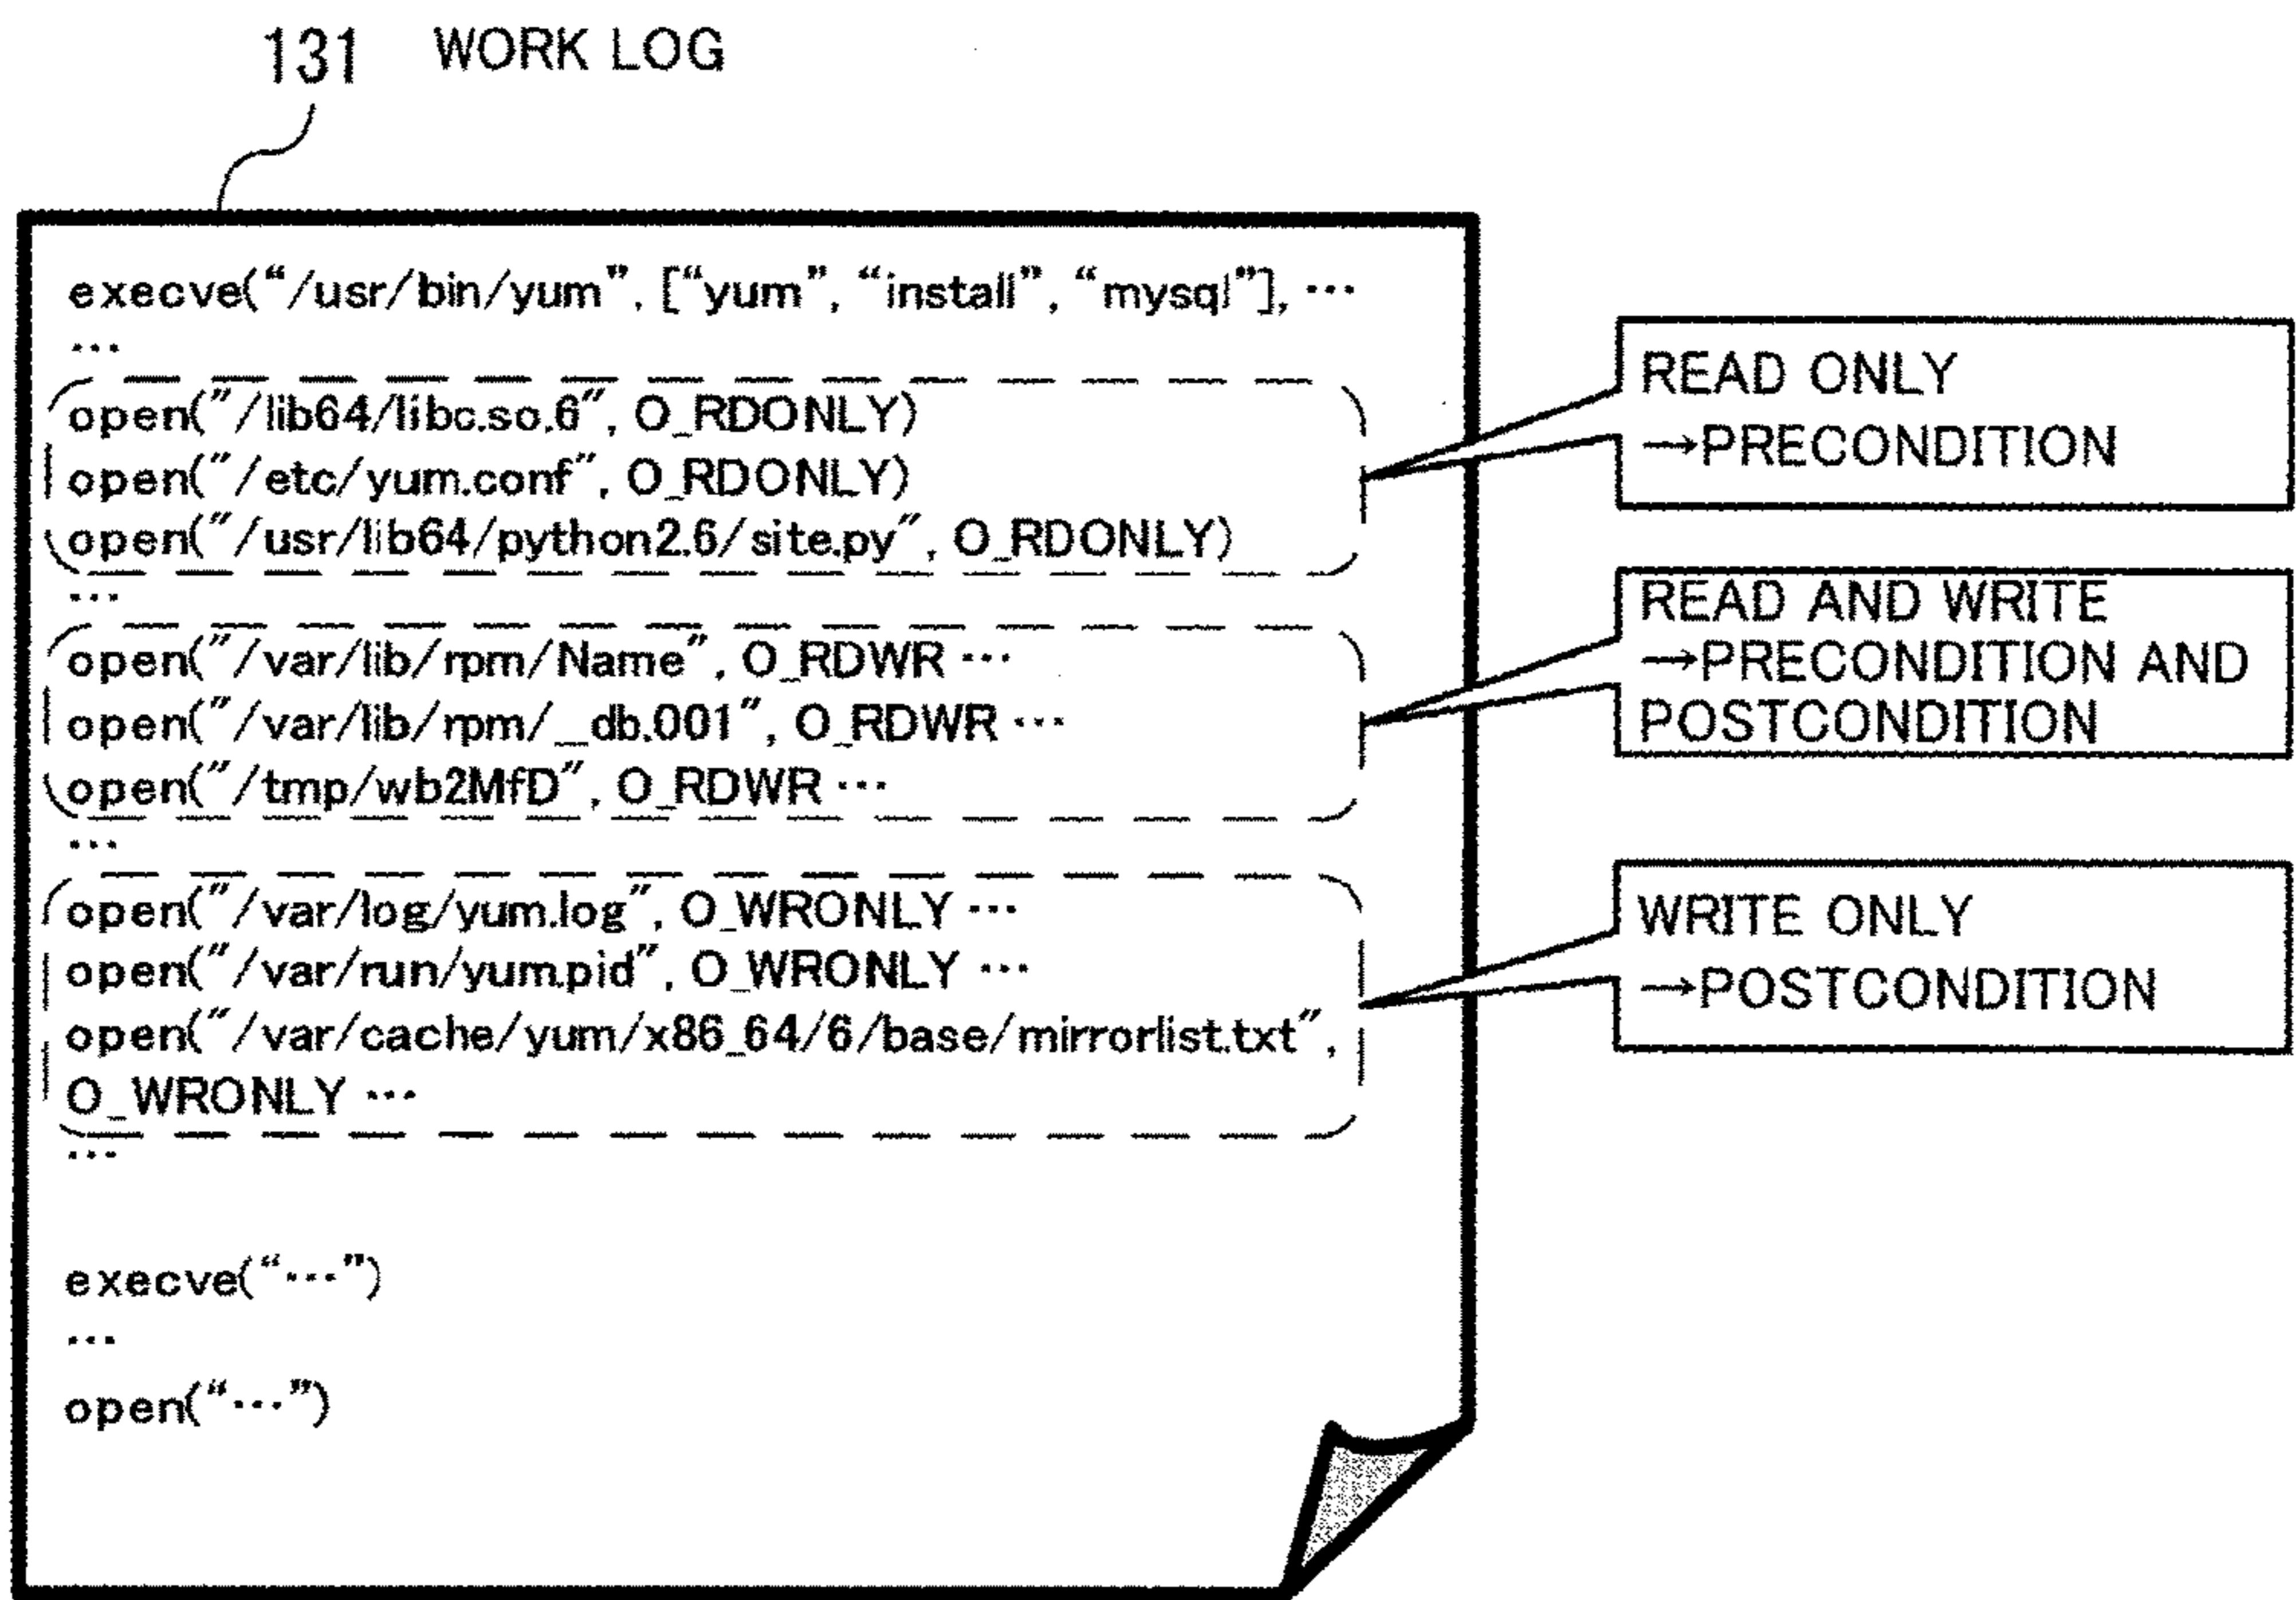 131 WORK LOG
execve(“/usr/bin/yum”, [“yum”, “install”, “mysql”], ···
···
open("/lib64/libc.so.6", O_RDONLY)
open("/etc/yum.conf", O_RDONLY)
open("/usr/lib64/python2.6/site.py", O_RDONLY)
···
open("/var/lib/rpm/Name", O_RDWR ···
open("/var/lib/rpm/__db.001", O_RDWR ···
open("/tmp/wb2MfD", O_RDWR ···
···
open("/var/log/yum.log", O_WRONLY ···
open("/var/run/yum.pid", O_WRONLY ···
open("/var/cache/yum/x86_64/6/base/mirrorlist.txt",
O_WRONLY ···
···
execve(“···”)
···
open(“···”)
READ ONLY
→PRECONDITION
READ AND WRITE
→PRECONDITION AND
POSTCONDITION
WRITE ONLY
→POSTCONDITION